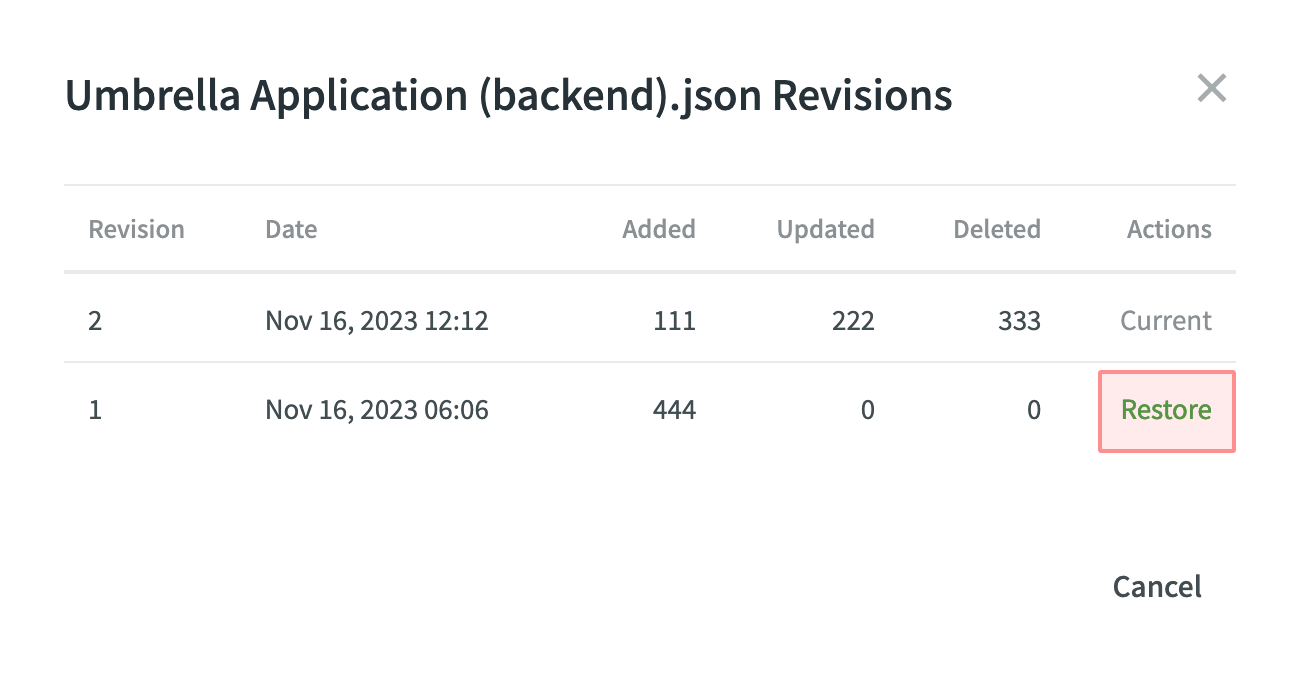 Umbrella Application (backend).json Revisions
Revision Date Added Updated Deleted Actions
2 Nov 16, 2023 12:12 111 222 333 Current
1 Nov 16, 2023 06:06 444 0 0 Restore
Cancel